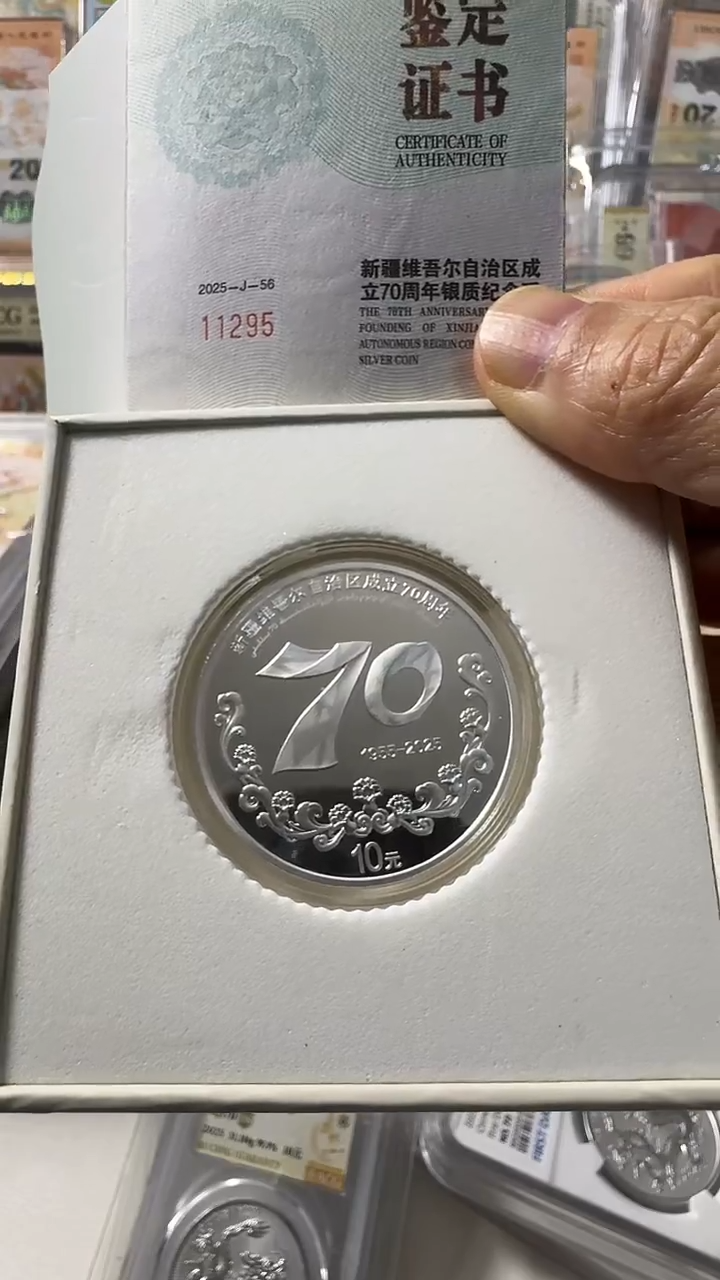 鉴定
证书
CERTIFICATE OF
AUTHENTICITY
2025-J-56
11295
新疆维吾尔自治区成
立70周年银质纪念
THE 70TH ANNIVERSARY
FOUNDING OF XINJIA
AUTONOMOUS REGION CO
SILVER COIN
新疆维吾尔自治区成立70周年
70
1955-2025
10元
20
20